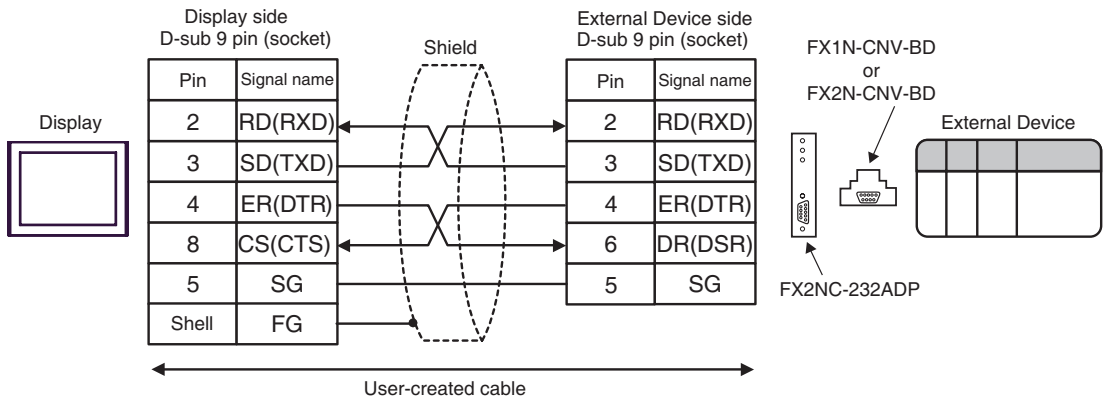 Display side
D-sub 9 pin (socket)
Shield
External Device side
D-sub 9 pin (socket)
FX1N-CNV-BD
or
FX2N-CNV-BD
Display
External Device
Pin Signal name
2 RD(RXD)
3 SD(TXD)
4 ER(DTR)
8 CS(CTS)
5 SG
Shell FG
Pin Signal name
2 RD(RXD)
3 SD(TXD)
4 ER(DTR)
6 DR(DSR)
5 SG
FX2NC-232ADP
User-created cable